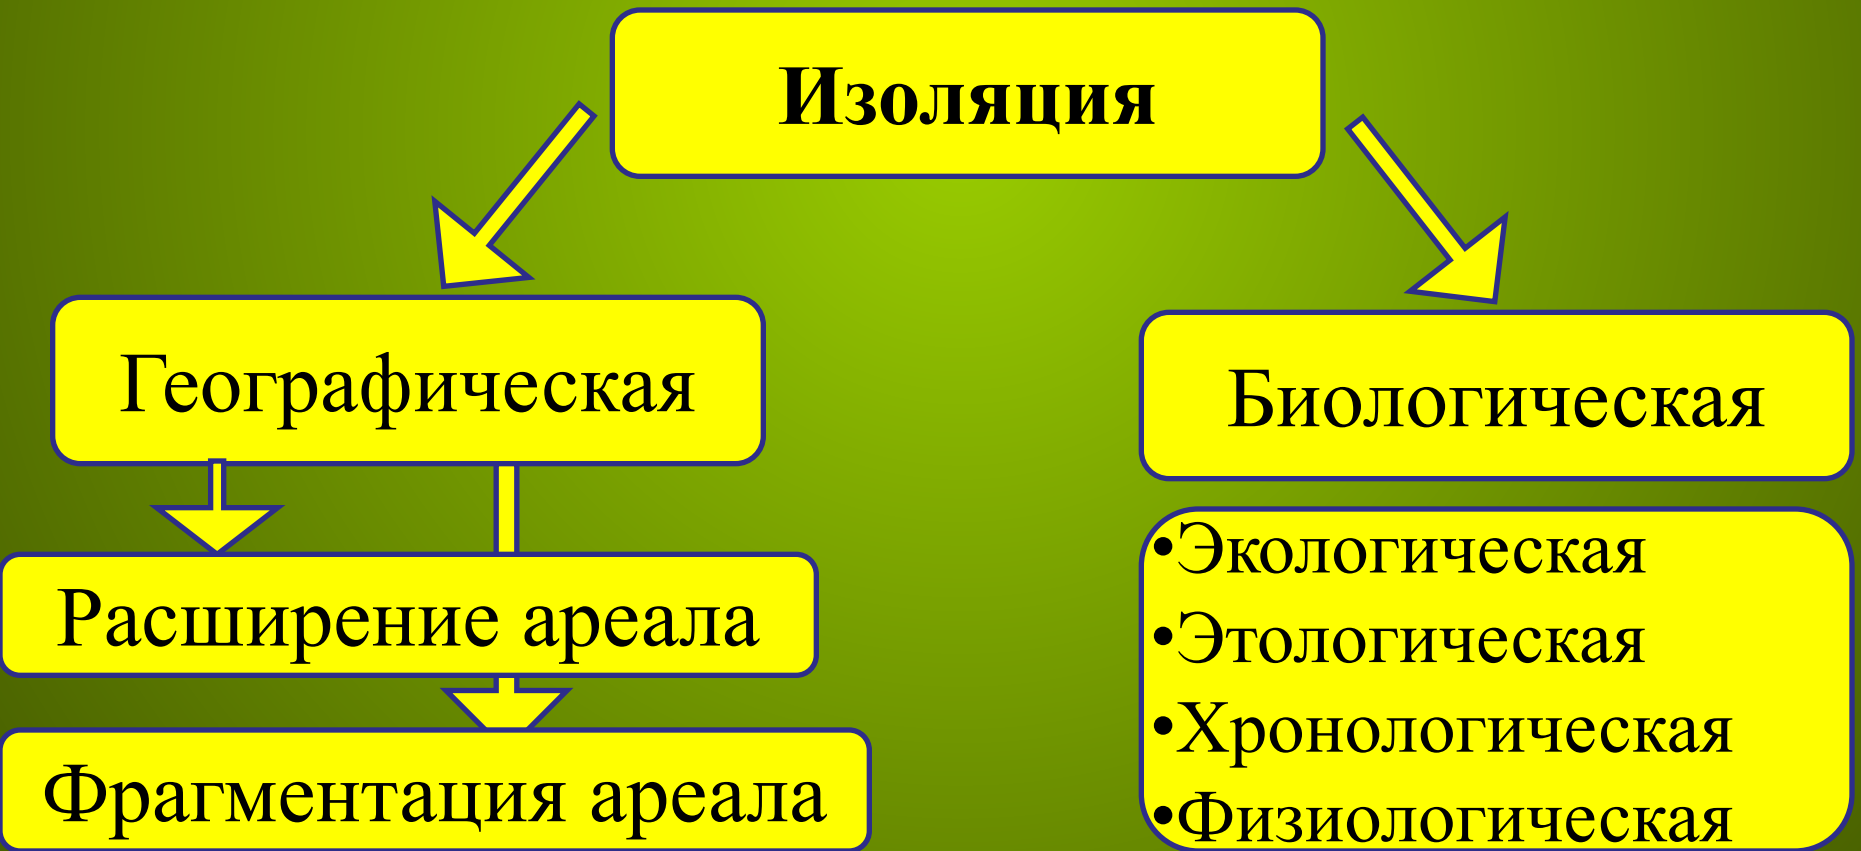 Изоляция
Географическая
Расширение ареала
Фрагментация ареала
Биологическая
•Экологическая
•Этологическая
•Хронологическая
•Физиологическая